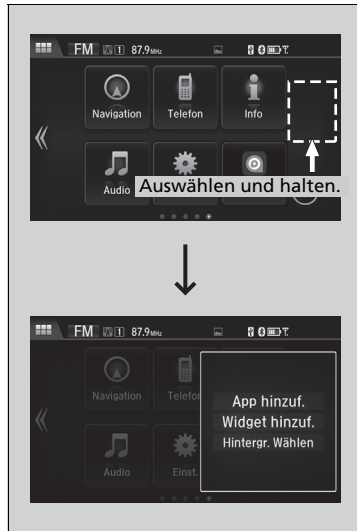 FM 1 87.9MHz
Navigation Telefon Info
Audio
Auswählen und halten.
FM 1 87.9MHz
Navigation Telefon
Audio Einst.
App hinzuf.
Widget hinzuf.
Hintergr. Wählen